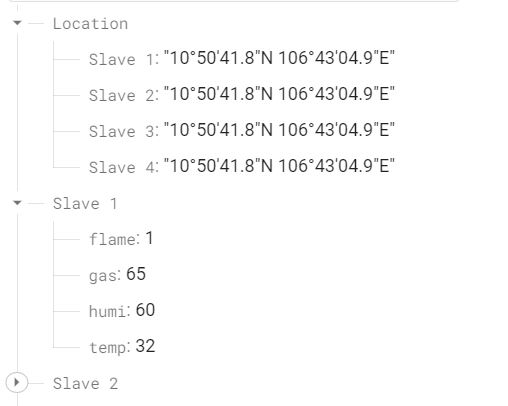 Location
Slave 1: "10°50'41.8"N 106°43'04.9"E"
Slave 2: "10°50'41.8"N 106°43'04.9"E"
Slave 3: "10°50'41.8"N 106°43'04.9"E"
Slave 4: "10°50'41.8"N 106°43'04.9"E"
Slave 1
flame: 1
gas: 65
humi: 60
temp: 32
Slave 2